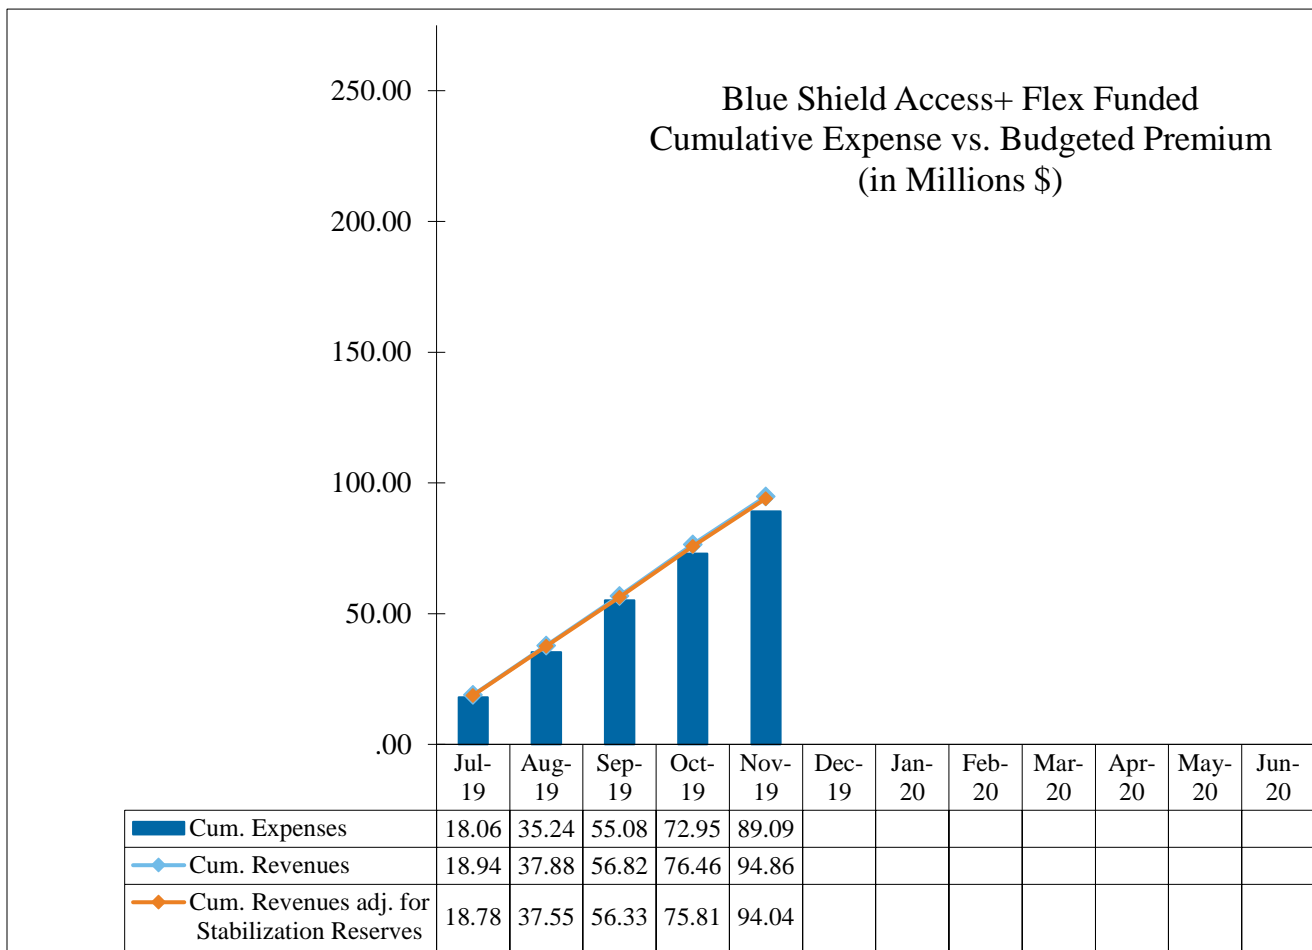 Blue Shield Access+ Flex Funded
Cumulative Expense vs. Budgeted Premium
(in Millions $)
250.00
200.00
150.00
100.00
50.00
.00
Jul-19 Aug-19 Sep-19 Oct-19 Nov-19 Dec-19 Jan-20 Feb-20 Mar-20 Apr-20 May-20 Jun-20
Cum. Expenses 18.06 35.24 55.08 72.95 89.09
Cum. Revenues 18.94 37.88 56.82 76.46 94.86
Cum. Revenues adj. for
Stabilization Reserves 18.78 37.55 56.33 75.81 94.04